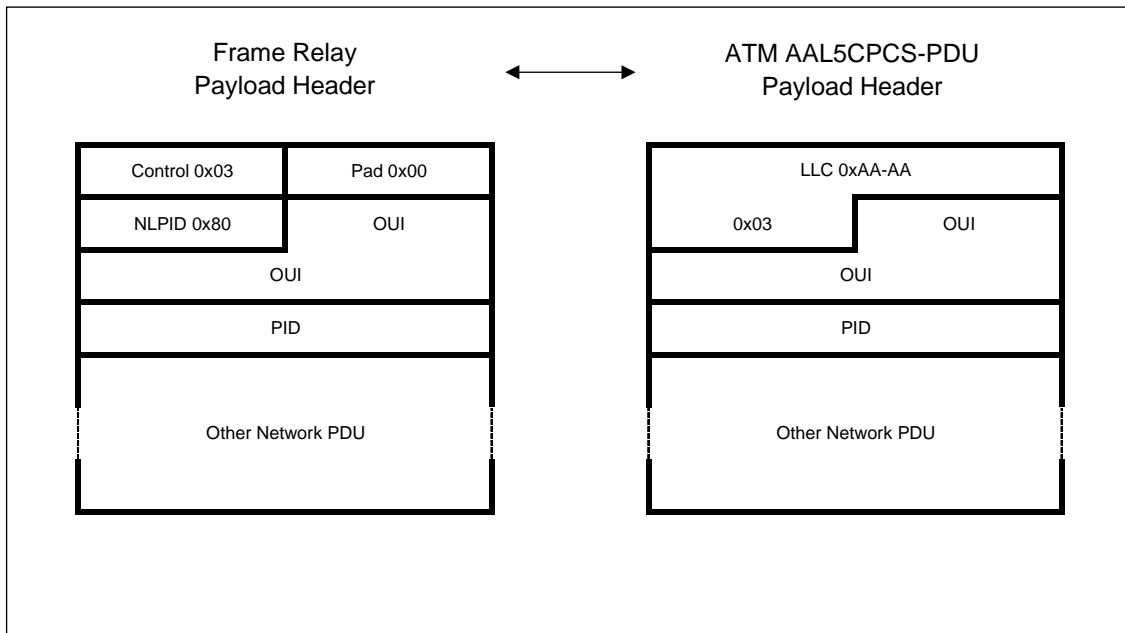 Frame Relay
Payload Header
ATM AAL5CPCS-PDU
Payload Header
Control 0x03
Pad 0x00
NLPID 0x80
OUI
OUI
PID
Other Network PDU
LLC 0xAA-AA
0x03
OUI
OUI
PID
Other Network PDU